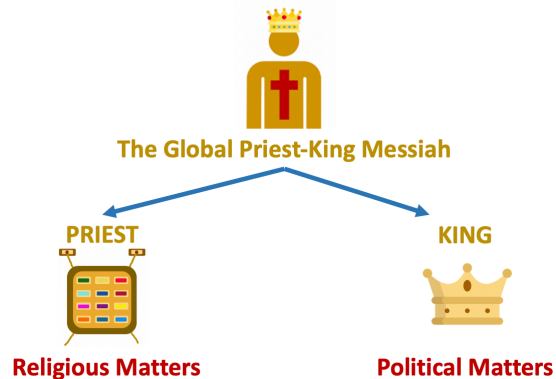 The Global Priest-King Messiah
PRIEST
KING
Religious Matters
Political Matters